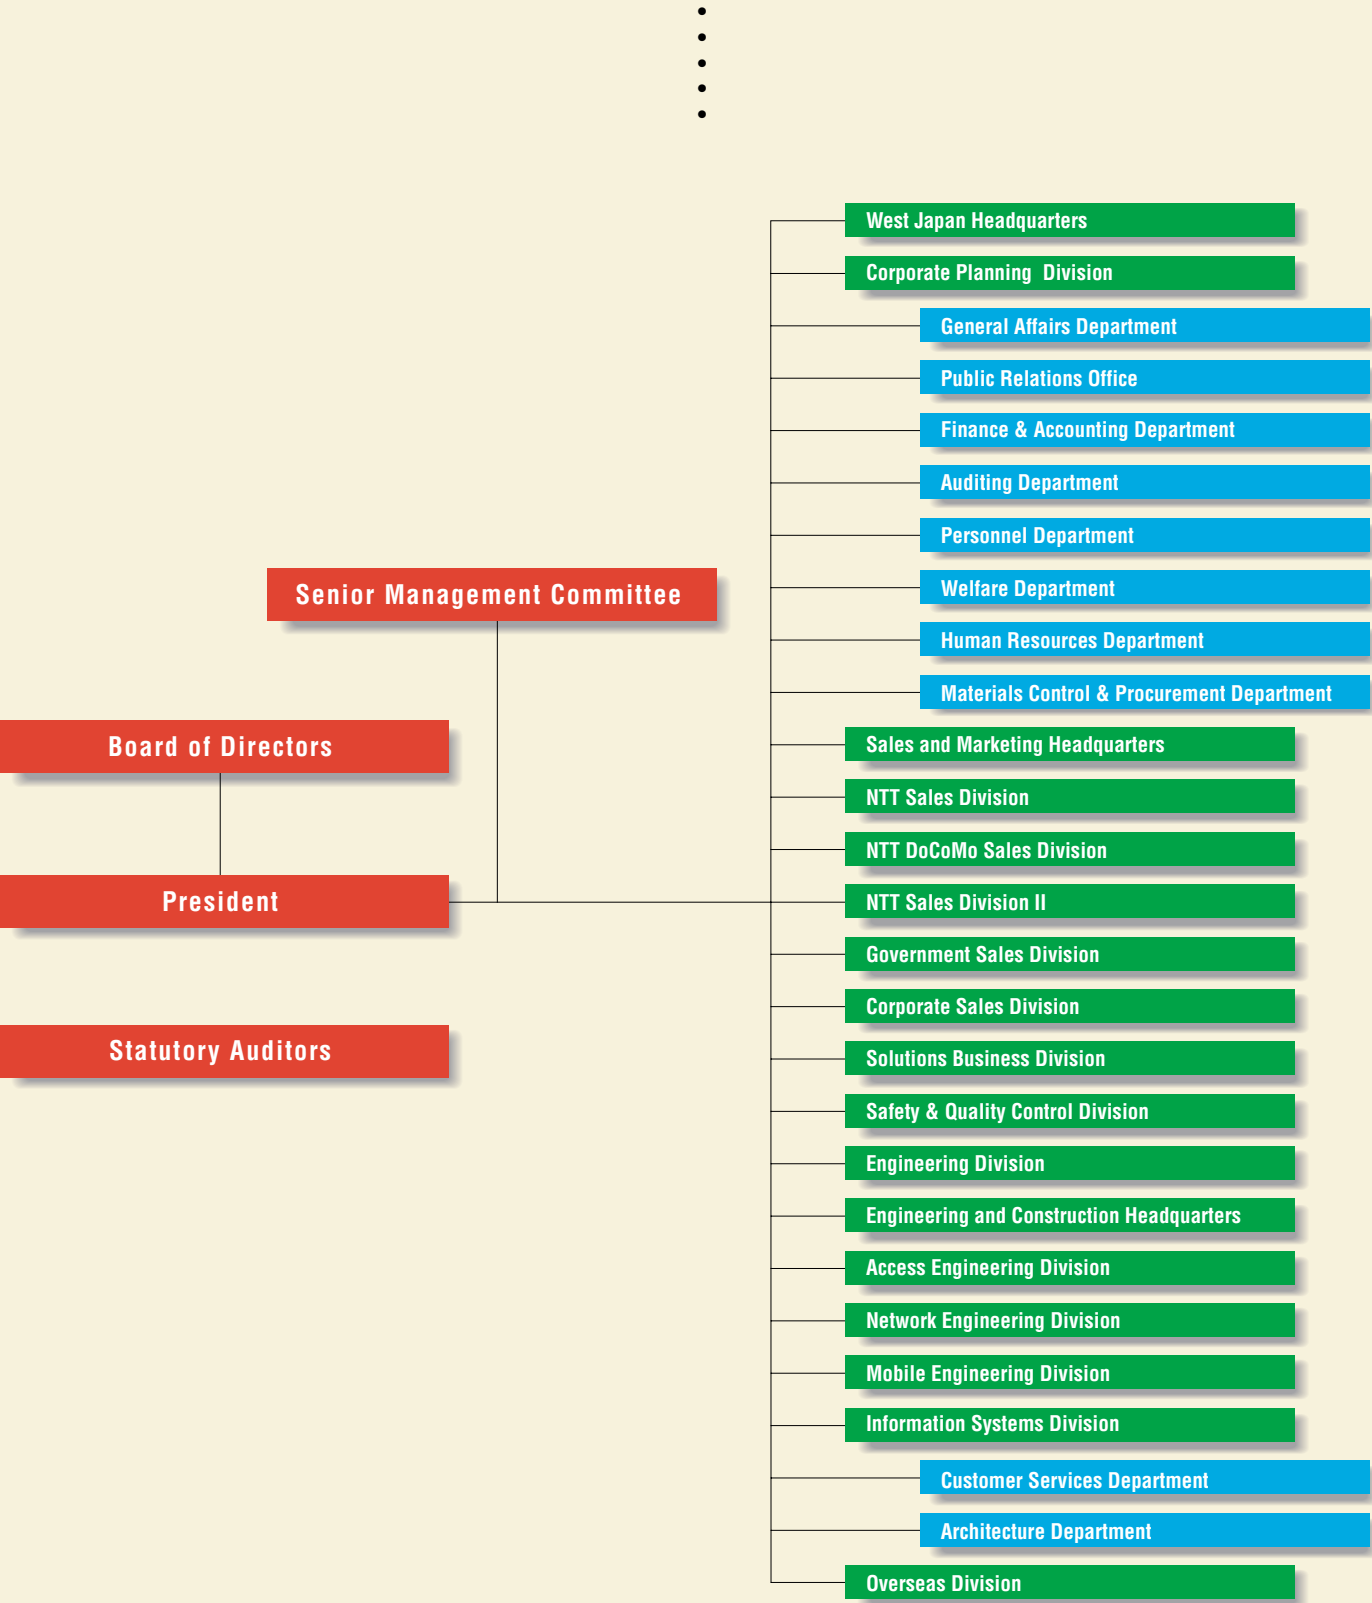 West Japan Headquarters
Corporate Planning Division
General Affairs Department
Public Relations Office
Finance & Accounting Department
Auditing Department
Personnel Department
Welfare Department
Senior Management Committee
Human Resources Department
Materials Control & Procurement Department
Board of Directors
Sales and Marketing Headquarters
NTT Sales Division
NTT DoCoMo Sales Division
President
NTT Sales Division II
Government Sales Division
Corporate Sales Division
Statutory Auditors
Solutions Business Division
Safety & Quality Control Division
Engineering Division
Engineering and Construction Headquarters
Access Engineering Division
Network Engineering Division
Mobile Engineering Division
Information Systems Division
Customer Services Department
Architecture Department
Overseas Division